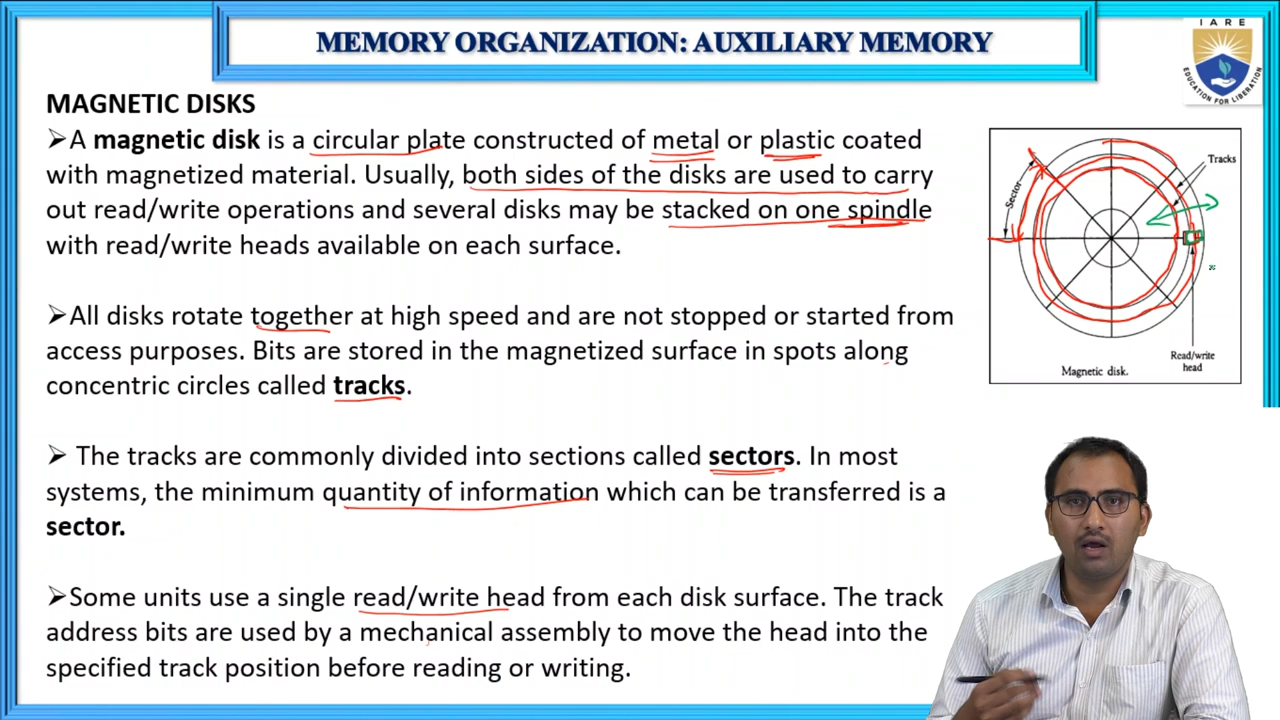 MEMORY ORGANIZATION: AUXILIARY MEMORY
IARE
EDUCATION FOR LIBERATION
MAGNETIC DISKS
➢A magnetic disk is a circular plate constructed of metal or plastic coated
with magnetized material. Usually, both sides of the disks are used to carry
out read/write operations and several disks may be stacked on one spindle
with read/write heads available on each surface.
➢All disks rotate together at high speed and are not stopped or started from
access purposes. Bits are stored in the magnetized surface in spots along
concentric circles called tracks.
➢ The tracks are commonly divided into sections called sectors. In most
systems, the minimum quantity of information which can be transferred is a
sector.
➢Some units use a single read/write head from each disk surface. The track
address bits are used by a mechanical assembly to move the head into the
specified track position before reading or writing.
Tracks
Sector
Read/write
head
Magnetic disk.